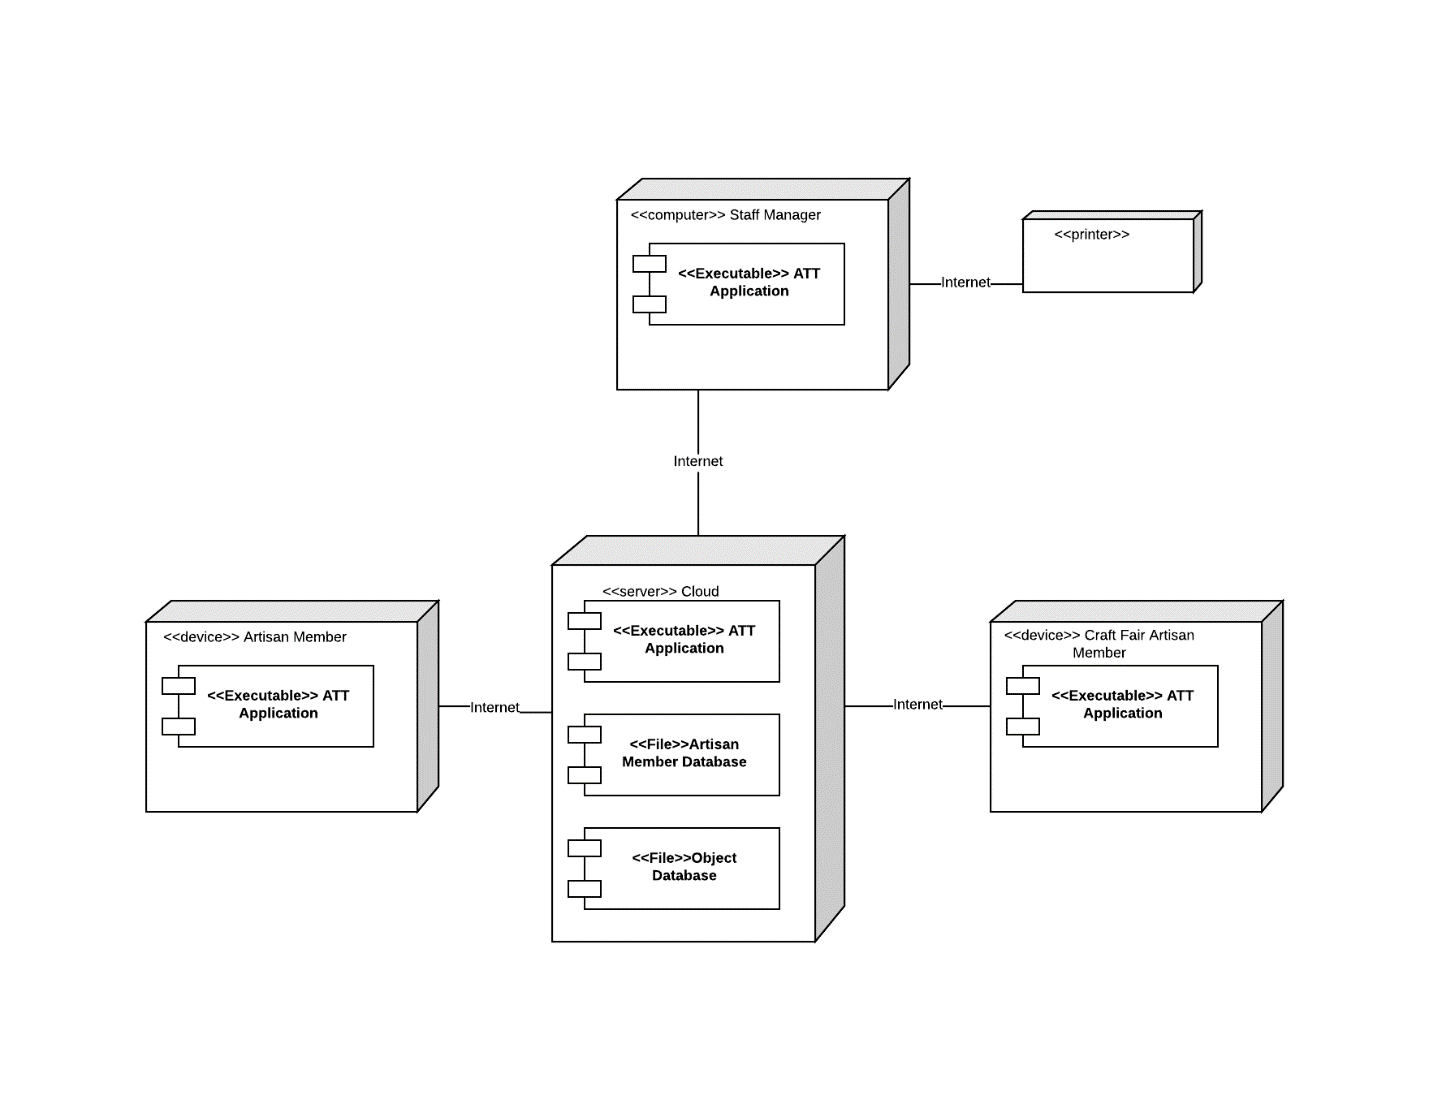 <<computer>> Staff Manager
<<Executable>> ATT
Application
Internet
<<printer>>
Internet
<<device>> Artisan Member
<<Executable>> ATT
Application
Internet
<<server>> Cloud
<<Executable>> ATT
Application
<<File>>Artisan
Member Database
<<File>>Object
Database
Internet
<<device>> Craft Fair Artisan
Member
<<Executable>> ATT
Application